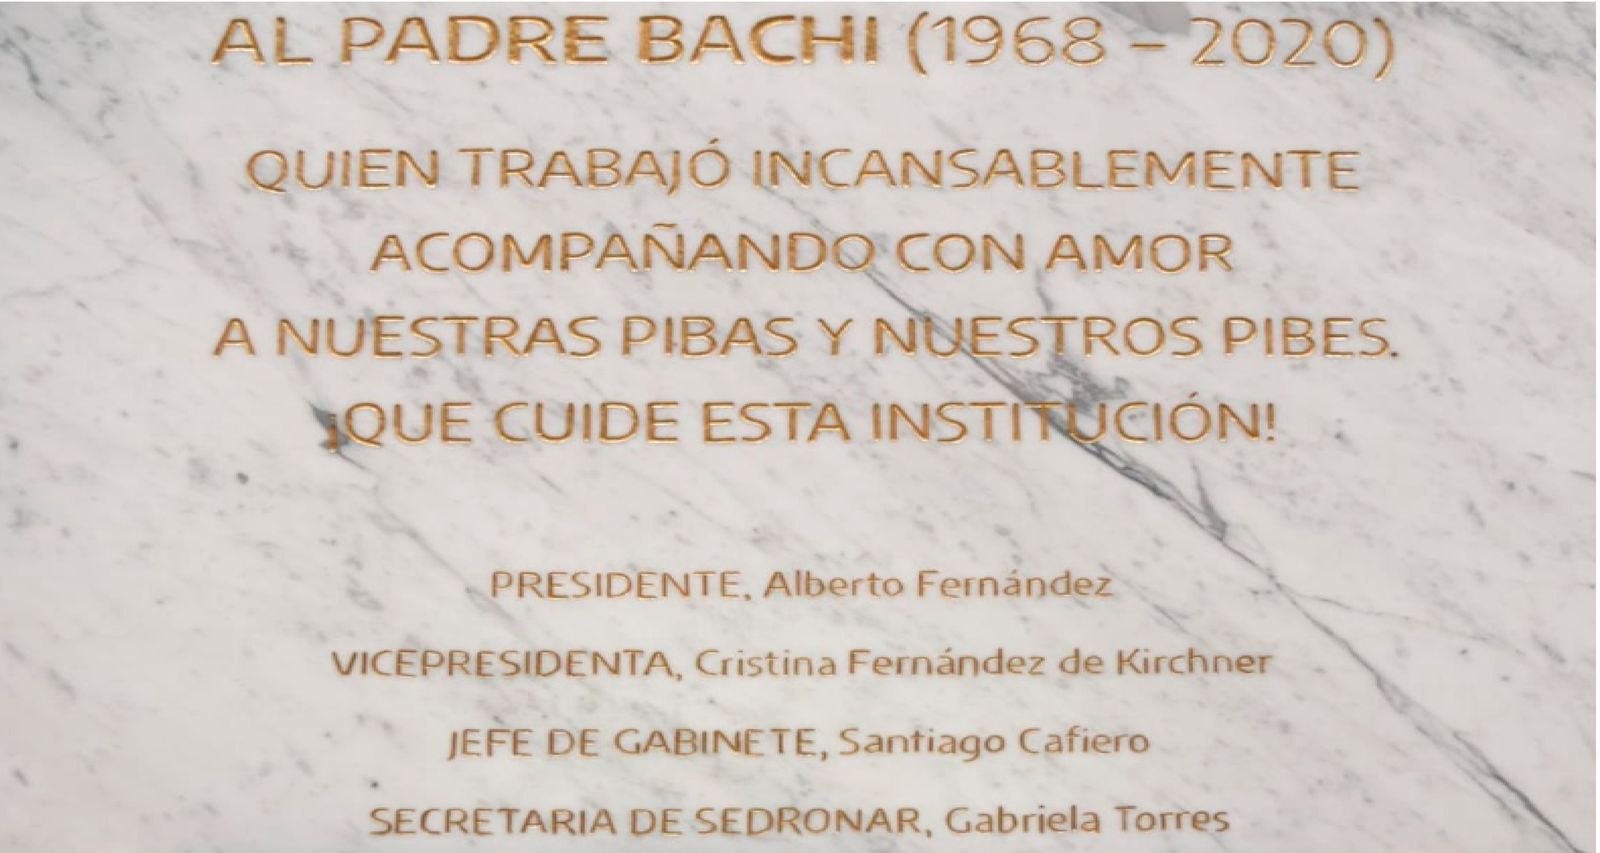 AL PADRE BACHI (1968 – 2020)
QUIEN TRABAJÓ INCANSABLEMENTE
ACOMPAÑANDO CON AMOR
A NUESTRAS PIBAS Y NUESTROS PIBES.
¡QUE CUIDE ESTA INSTITUCIÓN!
PRESIDENTE, Alberto Fernández
VICEPRESIDENTA, Cristina Fernández de Kirchner
JEFE DE GABINETE, Santiago Cafiero
SECRETARIA DE SEDRONAR, Gabriela Torres